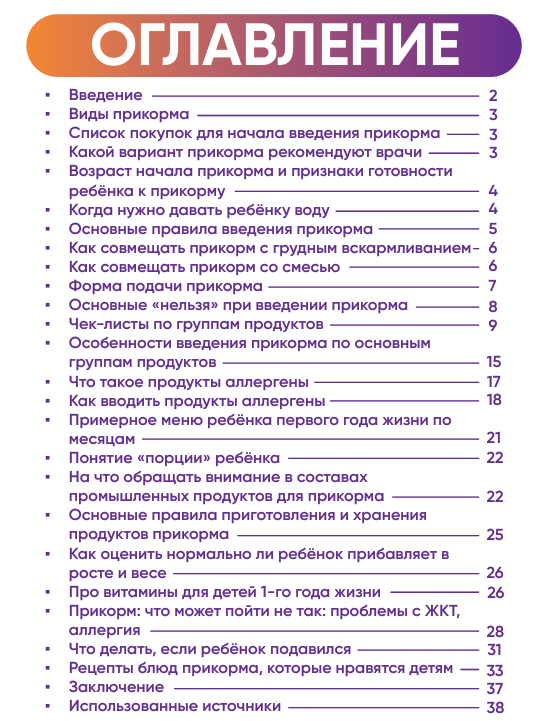 ОГЛАВЛЕНИЕ
▪ Введение 2
▪ Виды прикорма 3
▪ Список покупок для начала введения прикорма 3
▪ Какой вариант прикорма рекомендуют врачи 3
▪ Возраст начала прикорма и признаки готовности
ребёнка к прикорму 4
▪ Когда нужно давать ребёнку воду 4
▪ Основные правила введения прикорма 5
▪ Как совмещать прикорм с грудным вскармливанием 6
▪ Как совмещать прикорм со смесью 6
▪ Форма подачи прикорма 7
▪ Основные «нельзя» при введении прикорма 8
▪ Чек-листы по группам продуктов 9
▪ Особенности введения прикорма по основным
группам продуктов 15
▪ Что такое продукты аллергены 17
▪ Как вводить продукты аллергены 18
▪ Примерное меню ребёнка первого года жизни по
месяцам 21
▪ Понятие «порции» ребёнка 22
▪ На что обращать внимание в составах
промышленных продуктов для прикорма 22
▪ Основные правила приготовления и хранения
продуктов прикорма 25
▪ Как оценить нормально ли ребёнок прибавляет в
росте и весе 26
▪ Про витамины для детей 1-го года жизни 26
▪ Прикорм: что может пойти не так: проблемы с ЖКТ,
аллергия 28
▪ Что делать, если ребёнок подавился 31
▪ Рецепты блюд прикорма, которые нравятся детям 33
▪ Заключение 37
▪ Использованные источники 38